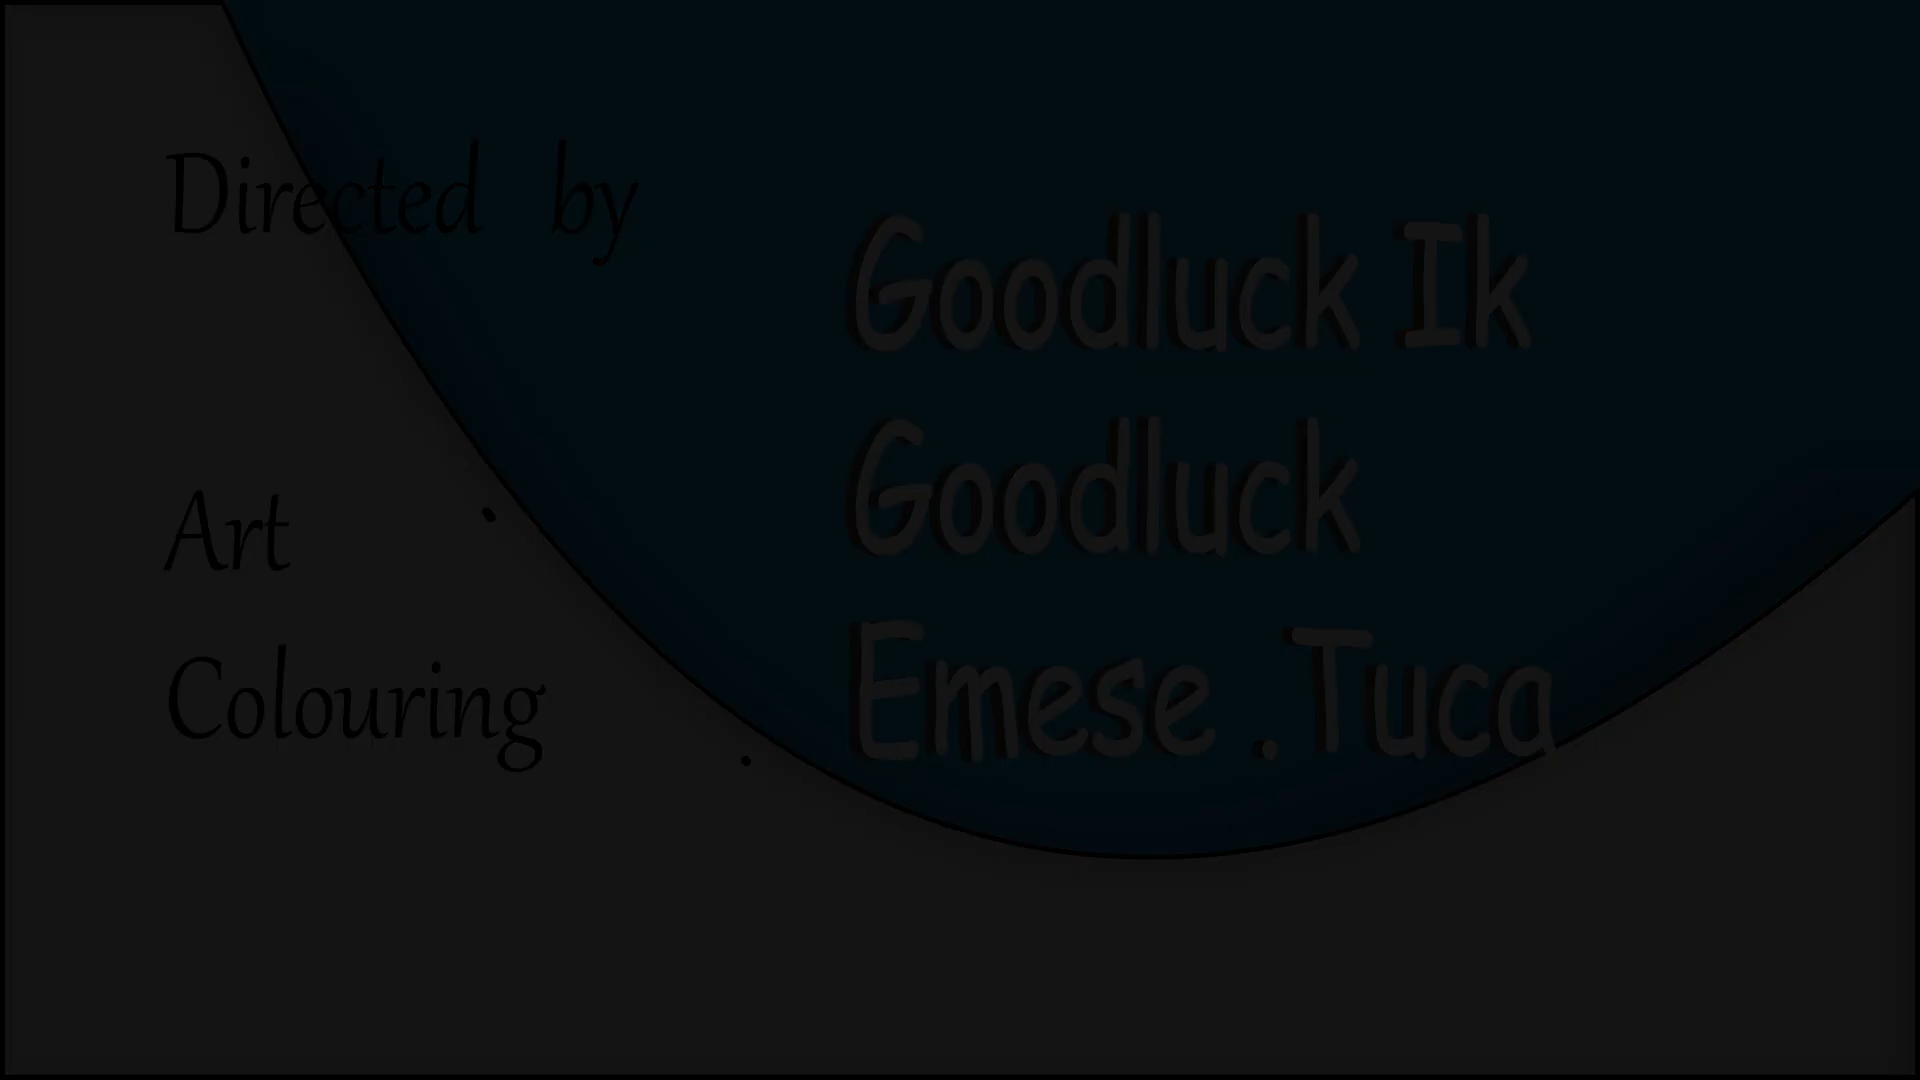 Directed by
Goodluck Ik
Art
Goodluck
Colouring
Emese .Tuca